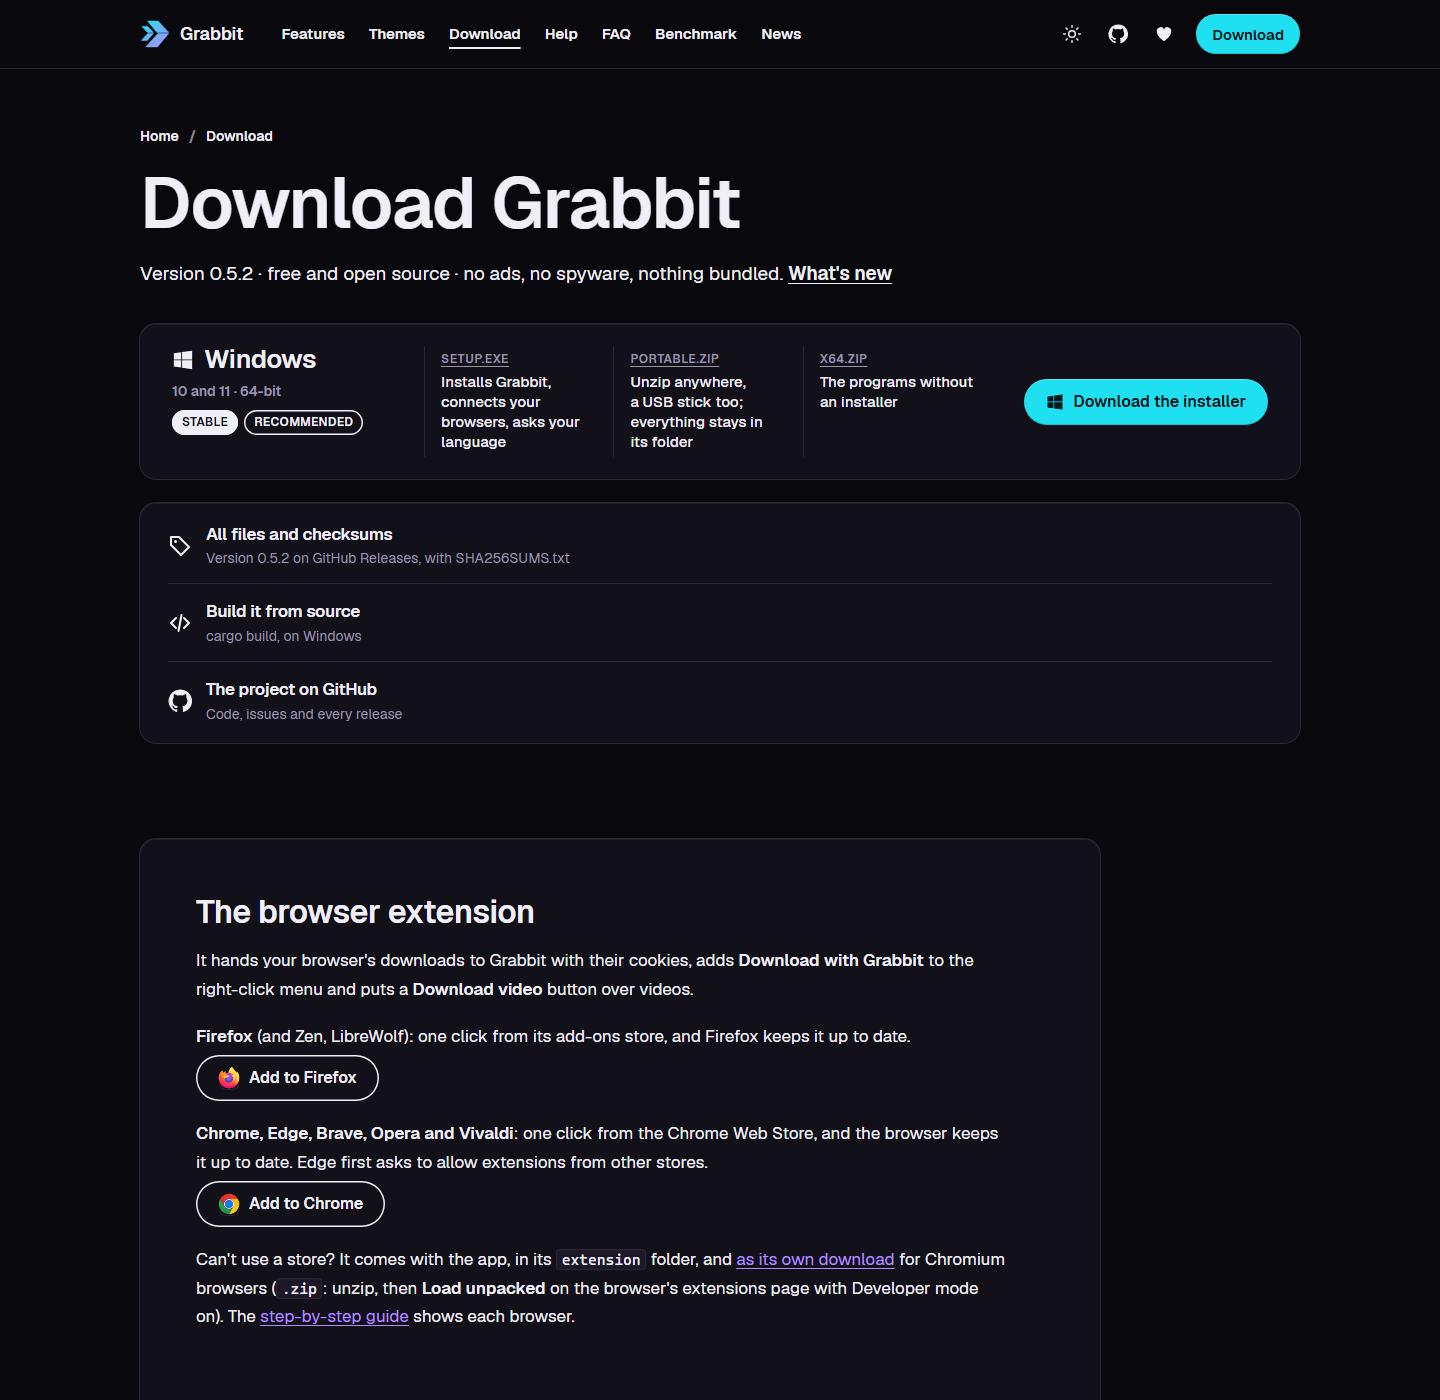 Grabbit
Features
Themes
Download
Help
FAQ
Benchmark
News
Download
Home / Download
Download Grabbit
Version 0.5.2 · free and open source · no ads, no spyware, nothing bundled. What's new
Windows
10 and 11 · 64-bit
STABLE
RECOMMENDED
SETUP.EXE
Installs Grabbit,
connects your
browsers, asks your
language
PORTABLE.ZIP
Unzip anywhere,
a USB stick too;
everything stays in
its folder
X64.ZIP
The programs without
an installer
Download the installer
All files and checksums
Version 0.5.2 on GitHub Releases, with SHA256SUMS.txt
Build it from source
cargo build, on Windows
The project on GitHub
Code, issues and every release
The browser extension
It hands your browser's downloads to Grabbit with their cookies, adds Download with Grabbit to the
right-click menu and puts a Download video button over videos.
Firefox (and Zen, LibreWolf): one click from its add-ons store, and Firefox keeps it up to date.
Add to Firefox
Chrome, Edge, Brave, Opera and Vivaldi: one click from the Chrome Web Store, and the browser keeps
it up to date. Edge first asks to allow extensions from other stores.
Add to Chrome
Can't use a store? It comes with the app, in its extension folder, and as its own download for Chromium
browsers (.zip: unzip, then Load unpacked on the browser's extensions page with Developer mode
on). The step-by-step guide shows each browser.